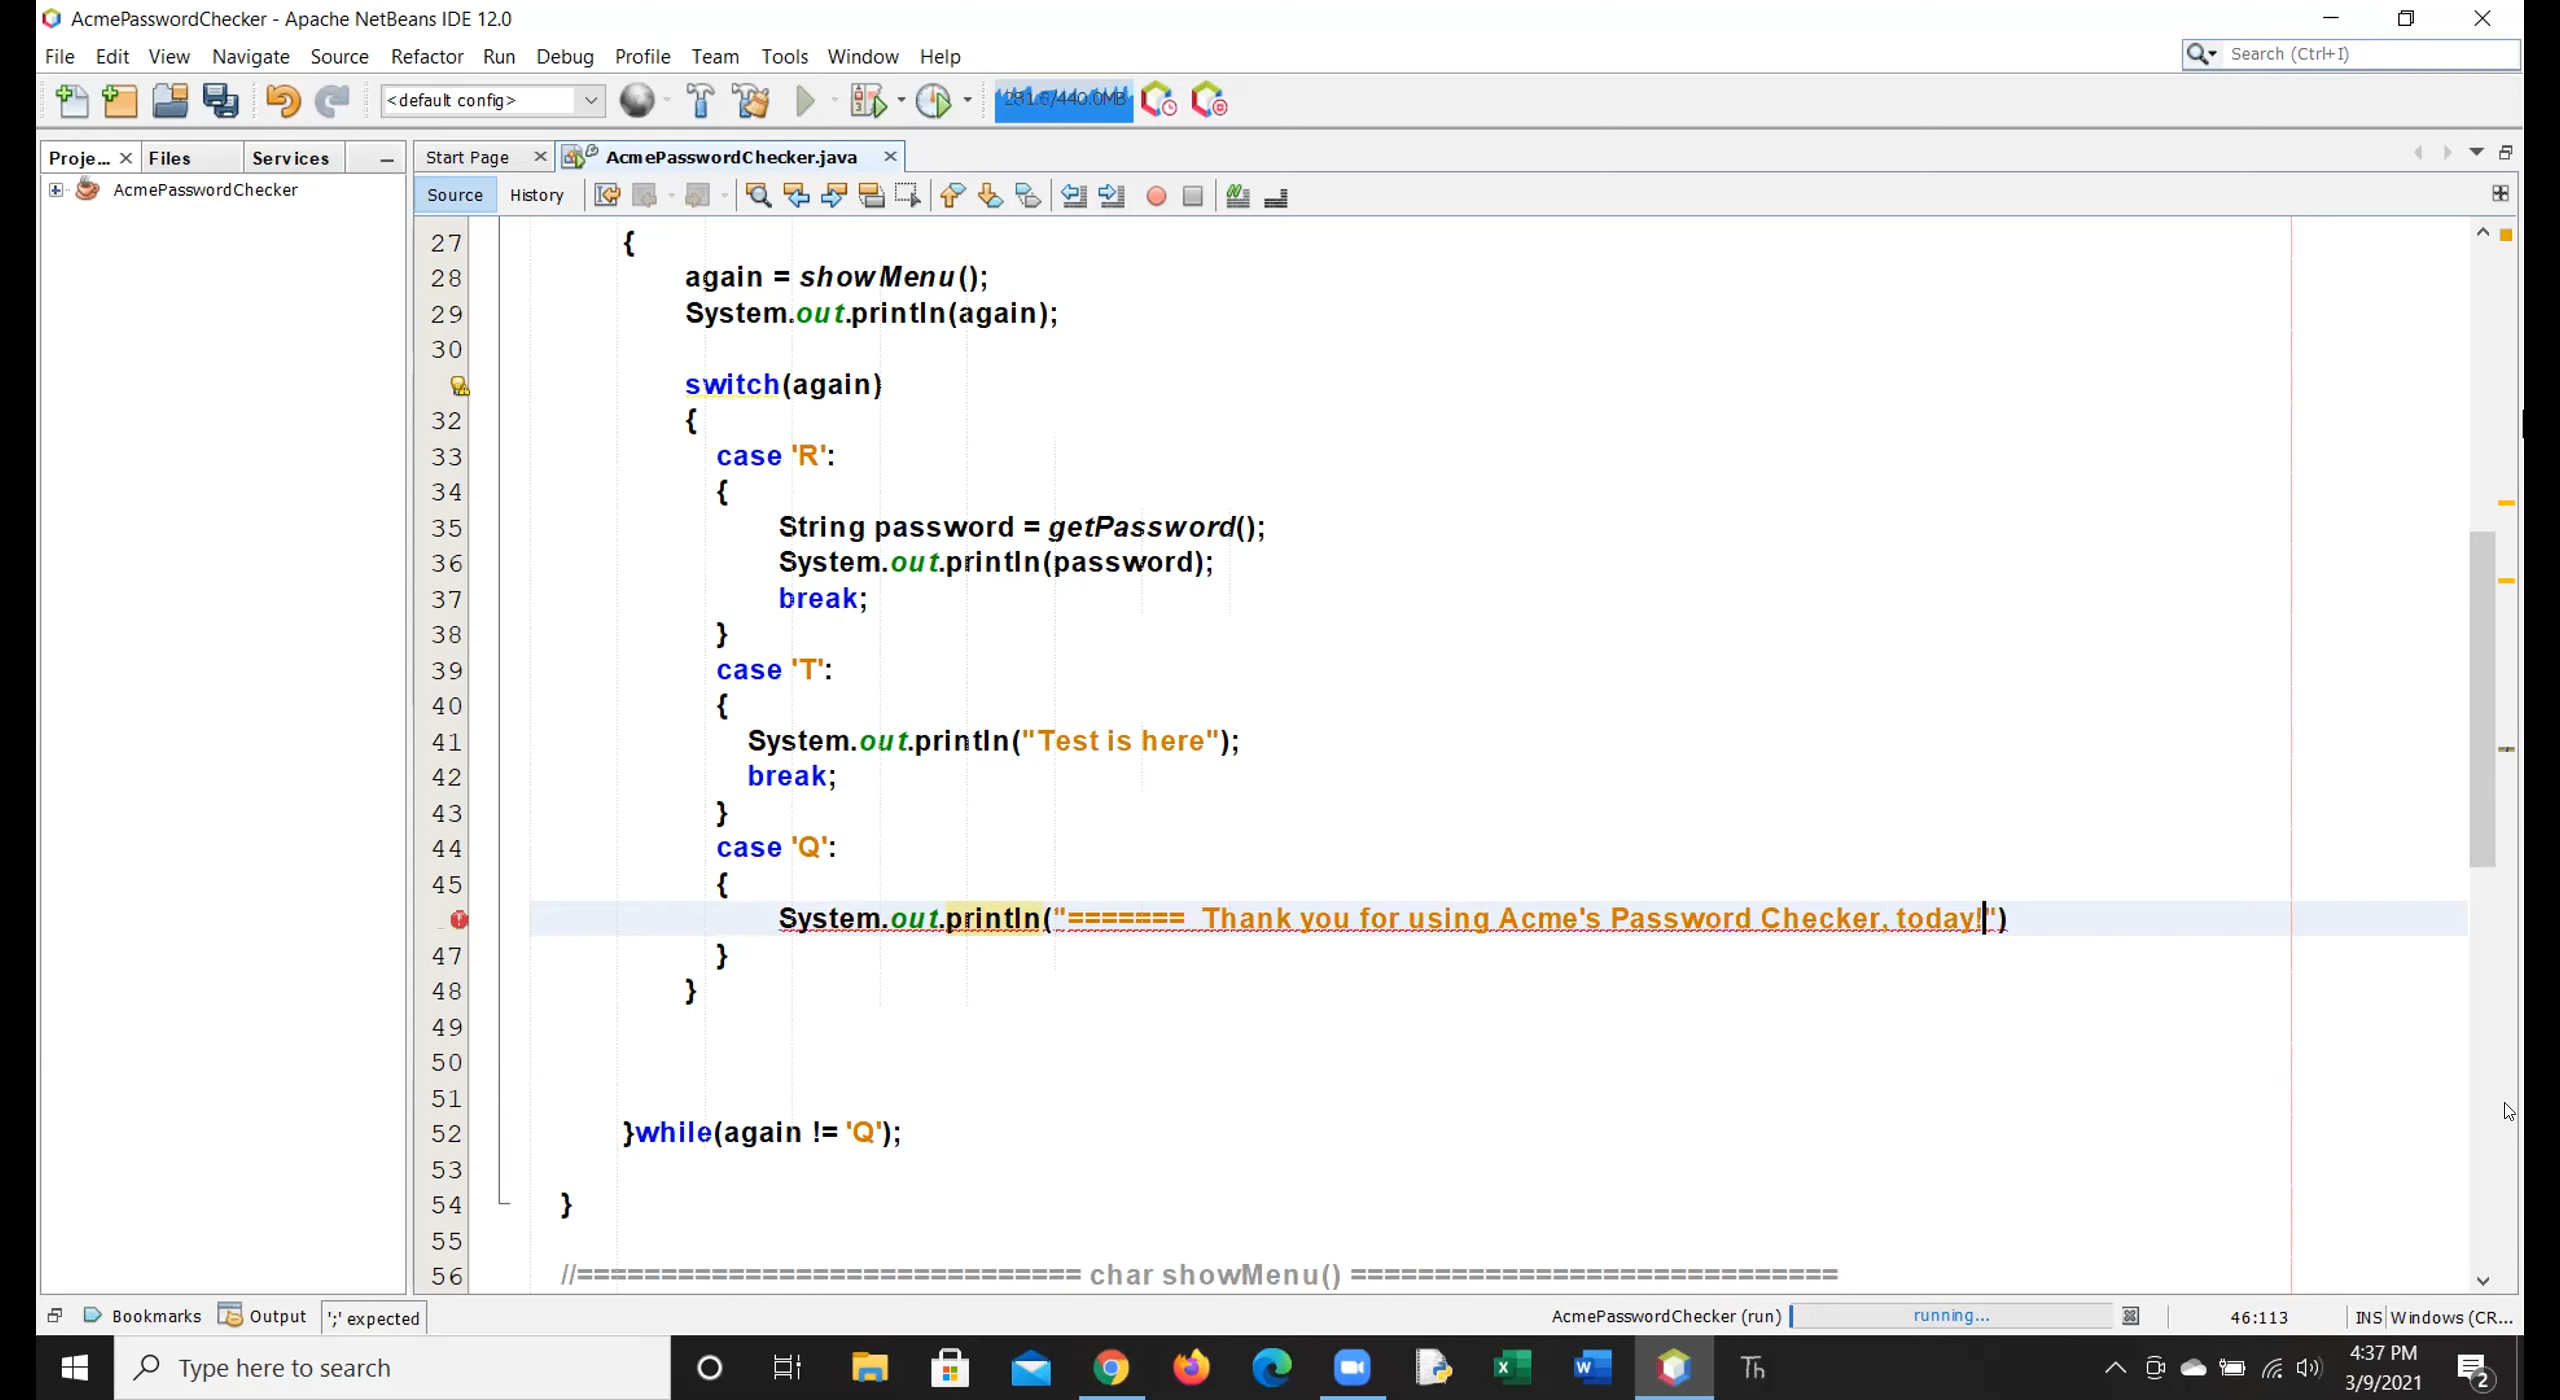 AcmePasswordChecker - Apache NetBeans IDE 12.0
File Edit View Navigate Source Refactor Run Debug Profile Team Tools Window Help
Search (Ctrl+I)
<default config>
/440.0MB
Proje... Files Services
Start Page AcmePasswordChecker.java
AcmePasswordChecker
Source History
27 {
28 again = showMenu();
29 System.out.println(again);
30
switch(again)
32 {
33 case 'R':
34 {
35 String password = getPassword();
36 System.out.println(password);
37 break;
38 }
39 case 'T':
40 {
41 System.out.println("Test is here");
42 break;
43 }
44 case 'Q':
45 {
System.out.println("======= Thank you for using Acme's Password Checker, today!")
47 }
48 }
49
50
51
52 }while(again != 'Q');
53
54 }
55
56 //============================== char showMenu() =============================
Bookmarks Output ';' expected
AcmePasswordChecker (run) running... 46:113 INS Windows (CR...
Type here to search
Th
4:37 PM
3/9/2021
2